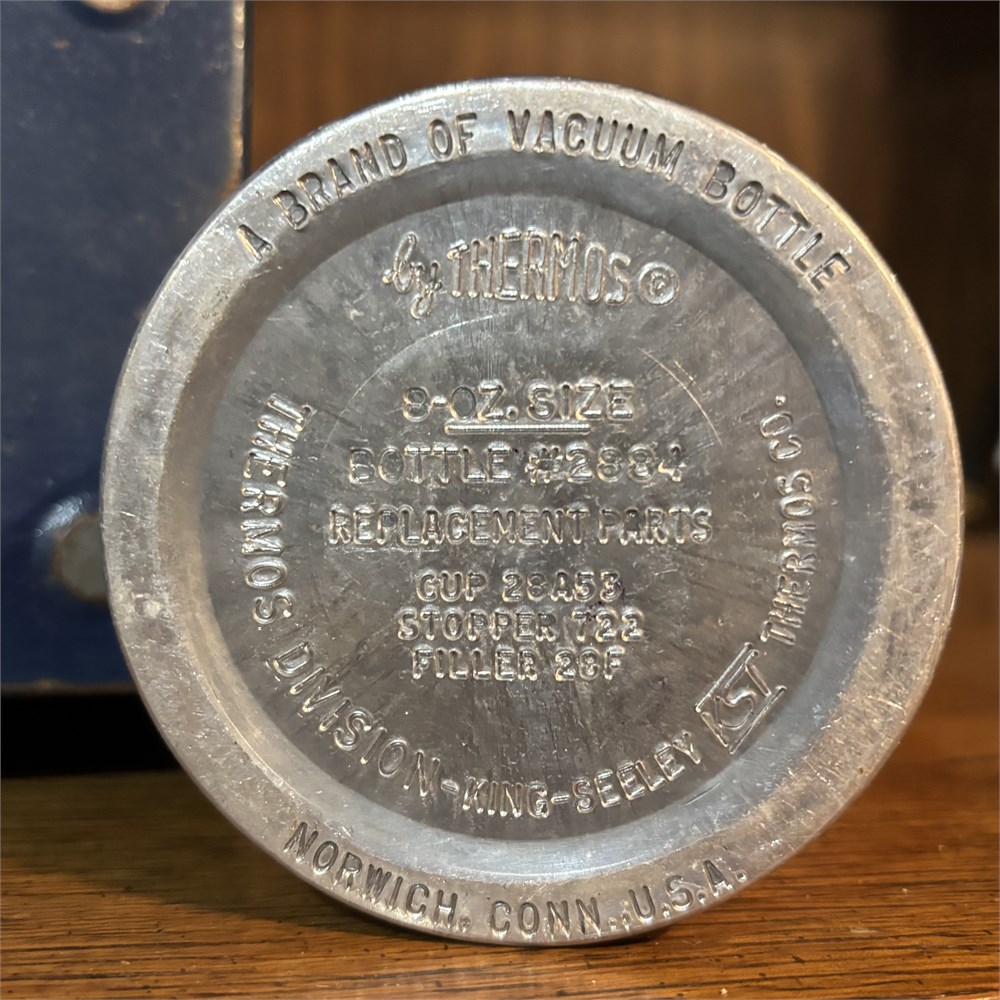 A BRAND OF VACUUM BOTTLE
by THERMOS ©
8-OZ. SIZE
BOTTLE #2884
REPLACEMENT PARTS
CUP 28A53
STOPPER 722
FILLER 28F
THERMOS DIVISION-KING-SEELEY KST THERMOS CO.
NORWICH, CONN., U.S.A.